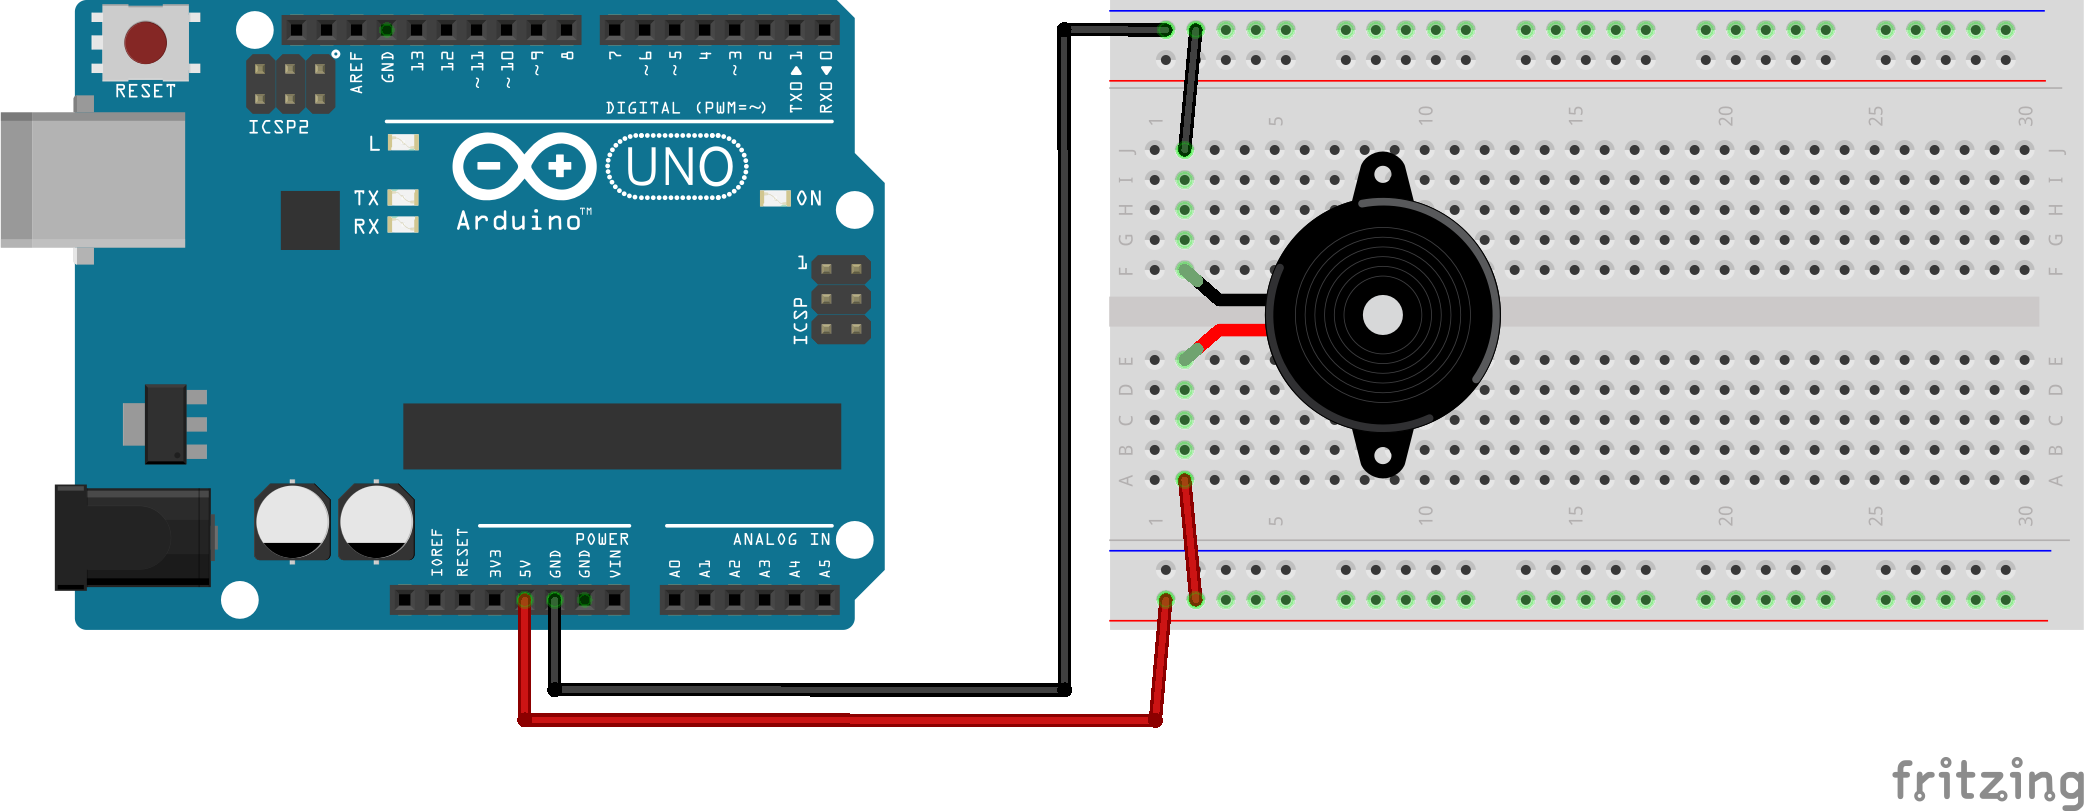 RESET
ICSP2
AREF
GND
13
12
~11
~10
~9
8
7
~6
~5
4
~3
2
TX0▶1
RX0◀0
DIGITAL (PWM=~)
L
TX
RX
UNO
Arduino™
ON
1
ICSP
IOREF
RESET
3V3
5V
GND
GND
VIN
POWER
ANALOG IN
A0
A1
A2
A3
A4
A5
1 5 10 15 20 25 30
J J
I I
H H
G G
F F
E E
D D
C C
B B
A A
1 5 10 15 20 25 30
fritzing